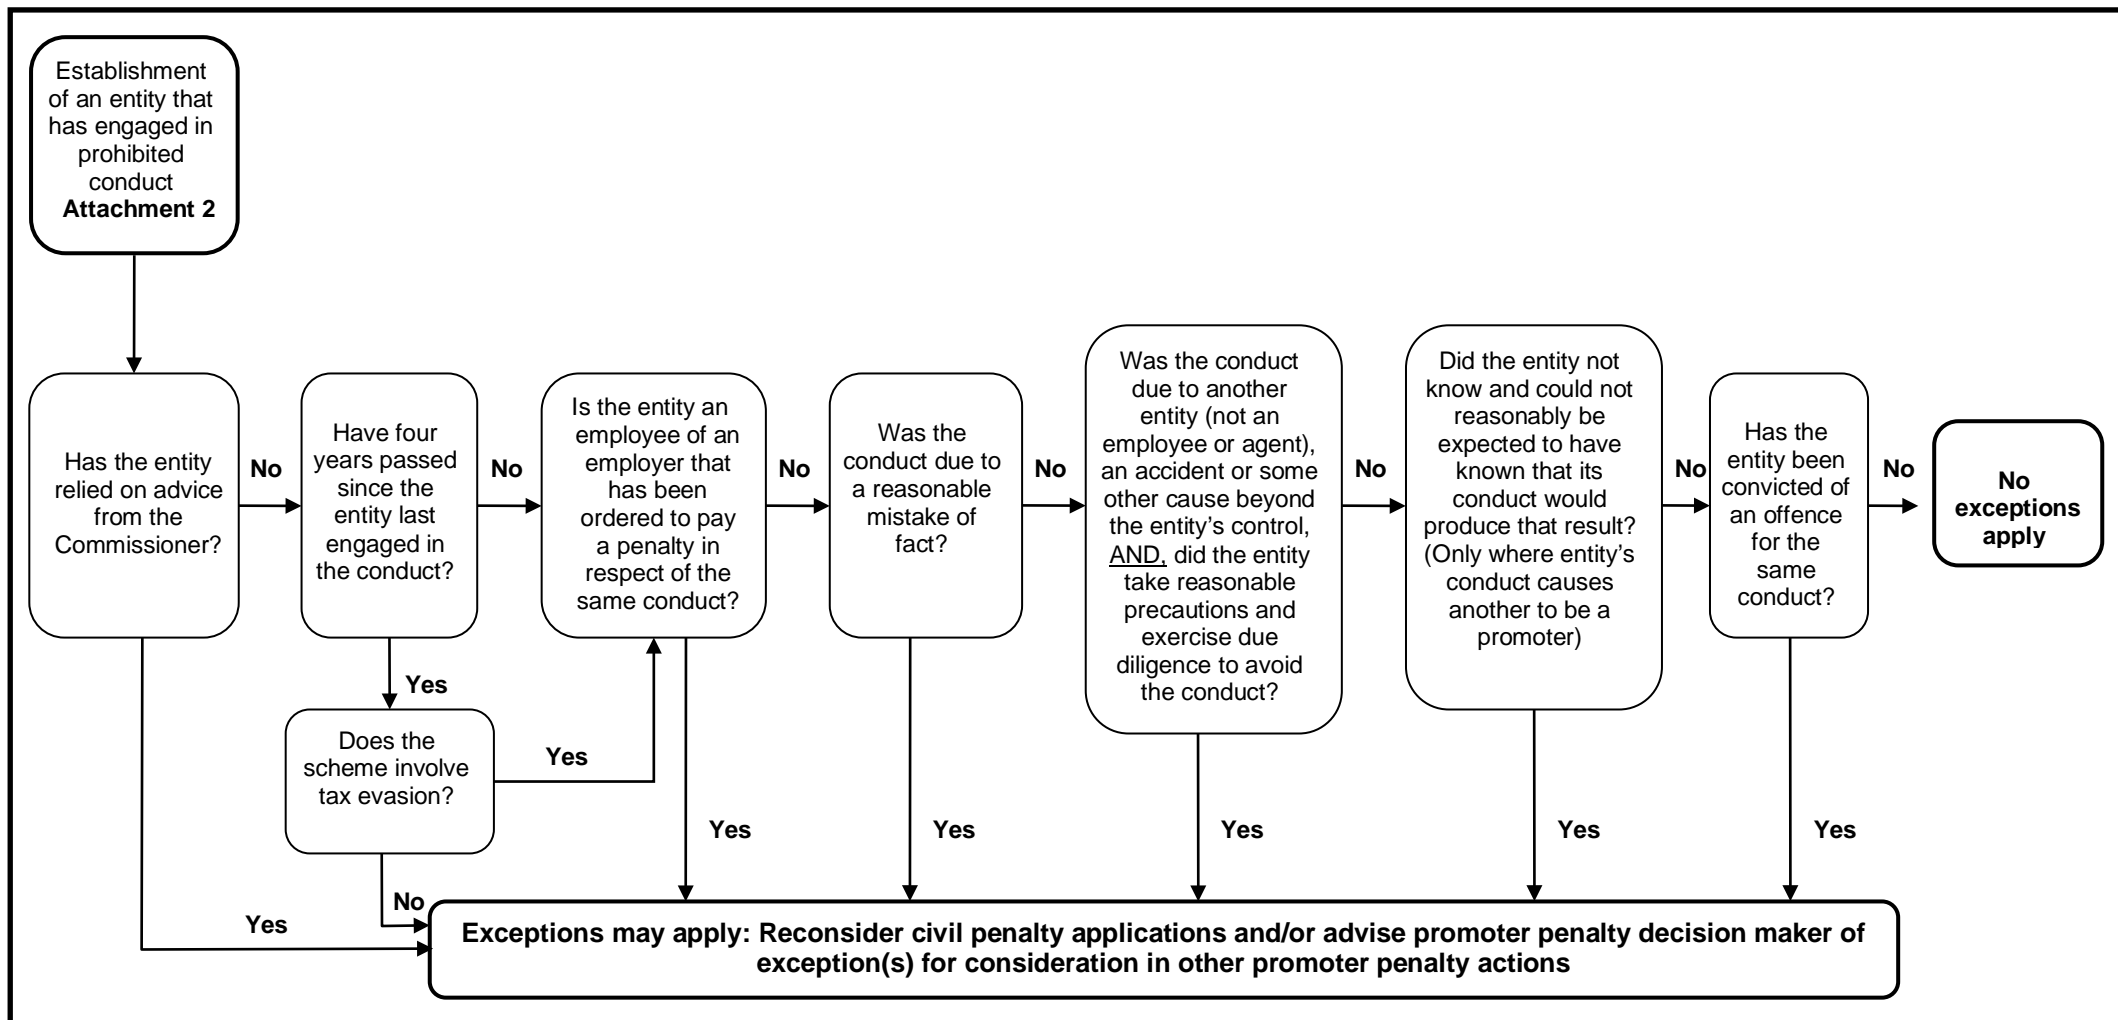 Establishment
of an entity that
has engaged in
prohibited
conduct
Attachment 2
Has the entity
relied on advice
from the
Commissioner?
No
Have four
years passed
since the
entity last
engaged in
the conduct?
No
Is the entity an
employee of an
employer that
has been
ordered to pay
a penalty in
respect of the
same conduct?
No
Was the
conduct due to
a reasonable
mistake of
fact?
No
Was the conduct
due to another
entity (not an
employee or agent),
an accident or some
other cause beyond
the entity's control,
AND, did the entity
take reasonable
precautions and
exercise due
diligence to avoid
the conduct?
No
Did the entity not
know and could not
reasonably be
expected to have
known that its
conduct would
produce that result?
(Only where entity's
conduct causes
another to be a
promoter)
No
Has the
entity been
convicted of
an offence
for the
same
conduct?
No
No
exceptions
apply
Yes
Does the
scheme involve
tax evasion?
Yes
No
Yes
Yes
Yes
Yes
Yes
Yes
Exceptions may apply: Reconsider civil penalty applications and/or advise promoter penalty decision maker of
exception(s) for consideration in other promoter penalty actions